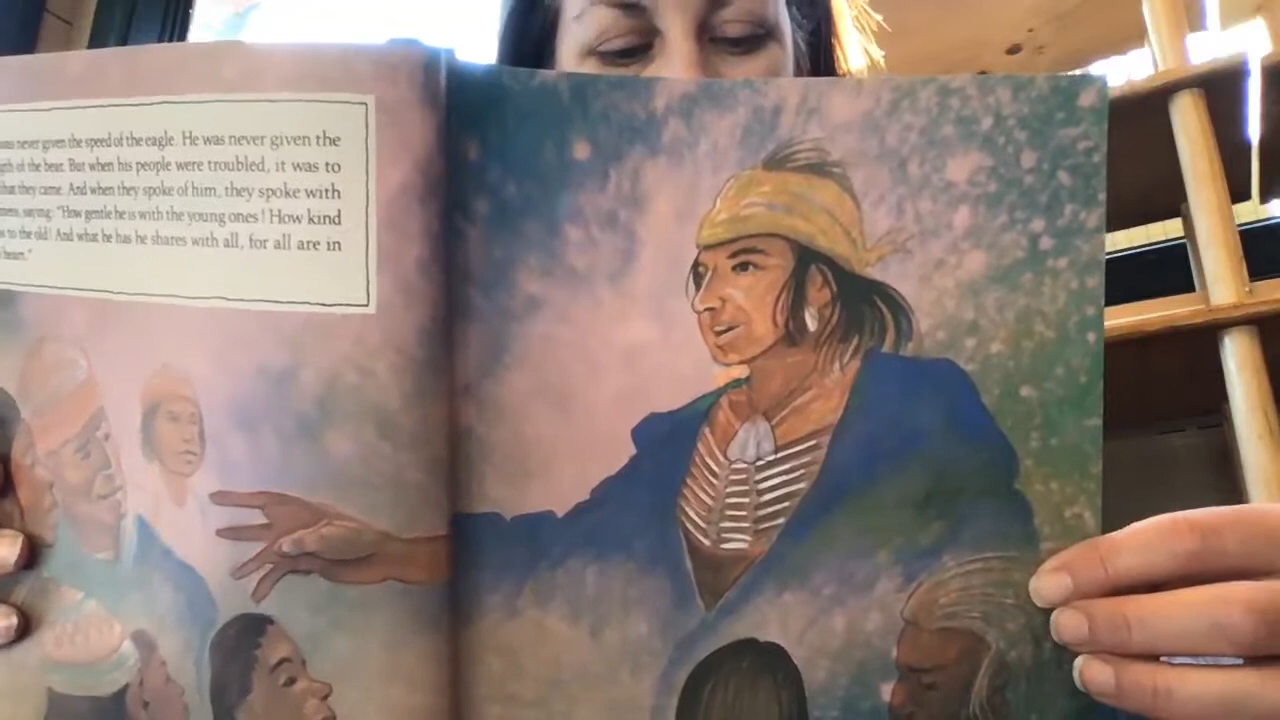 was never given the speed of the eagle. He was never given the
of the bear. But when his people were troubled, it was to
that they came. And when they spoke of him, they spoke with
saying: "How gentle he is with the young ones! How kind
to the old! And what he has he shares with all, for all are in
heart."